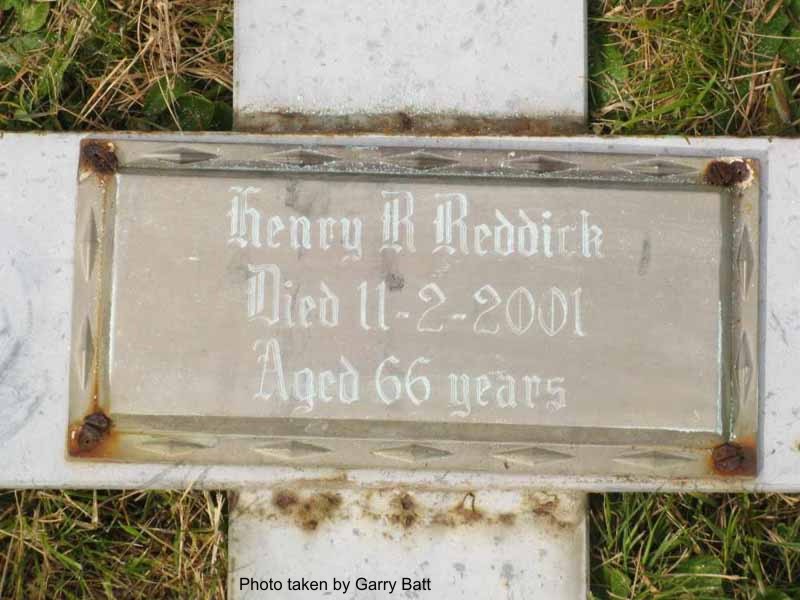 Henry R Reddick
Died 11-2-2001
Aged 66 years
Photo taken by Garry Batt